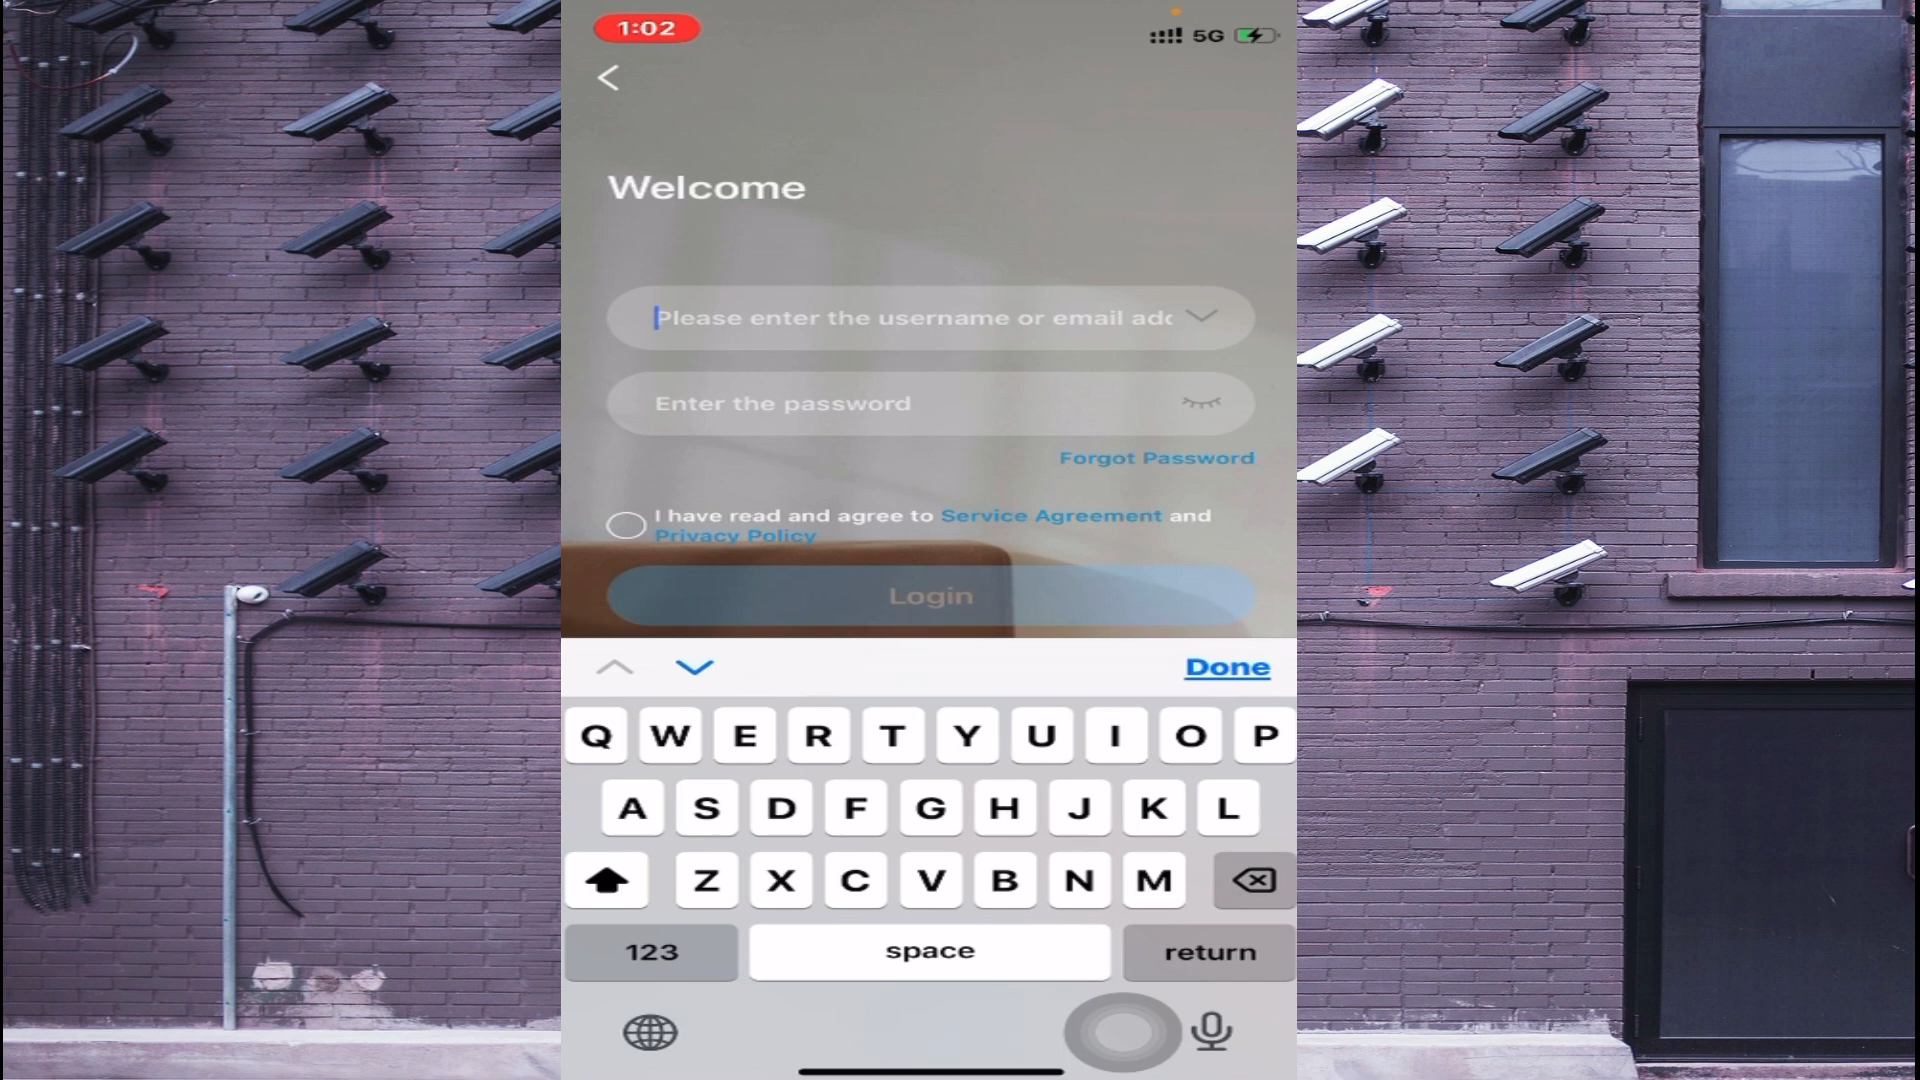 1:02
5G
Welcome
Please enter the username or email add
Enter the password
Forgot Password
I have read and agree to Service Agreement and
Privacy Policy
Login
Done
Q W E R T Y U I O P
A S D F G H J K L
Z X C V B N M
123 space return